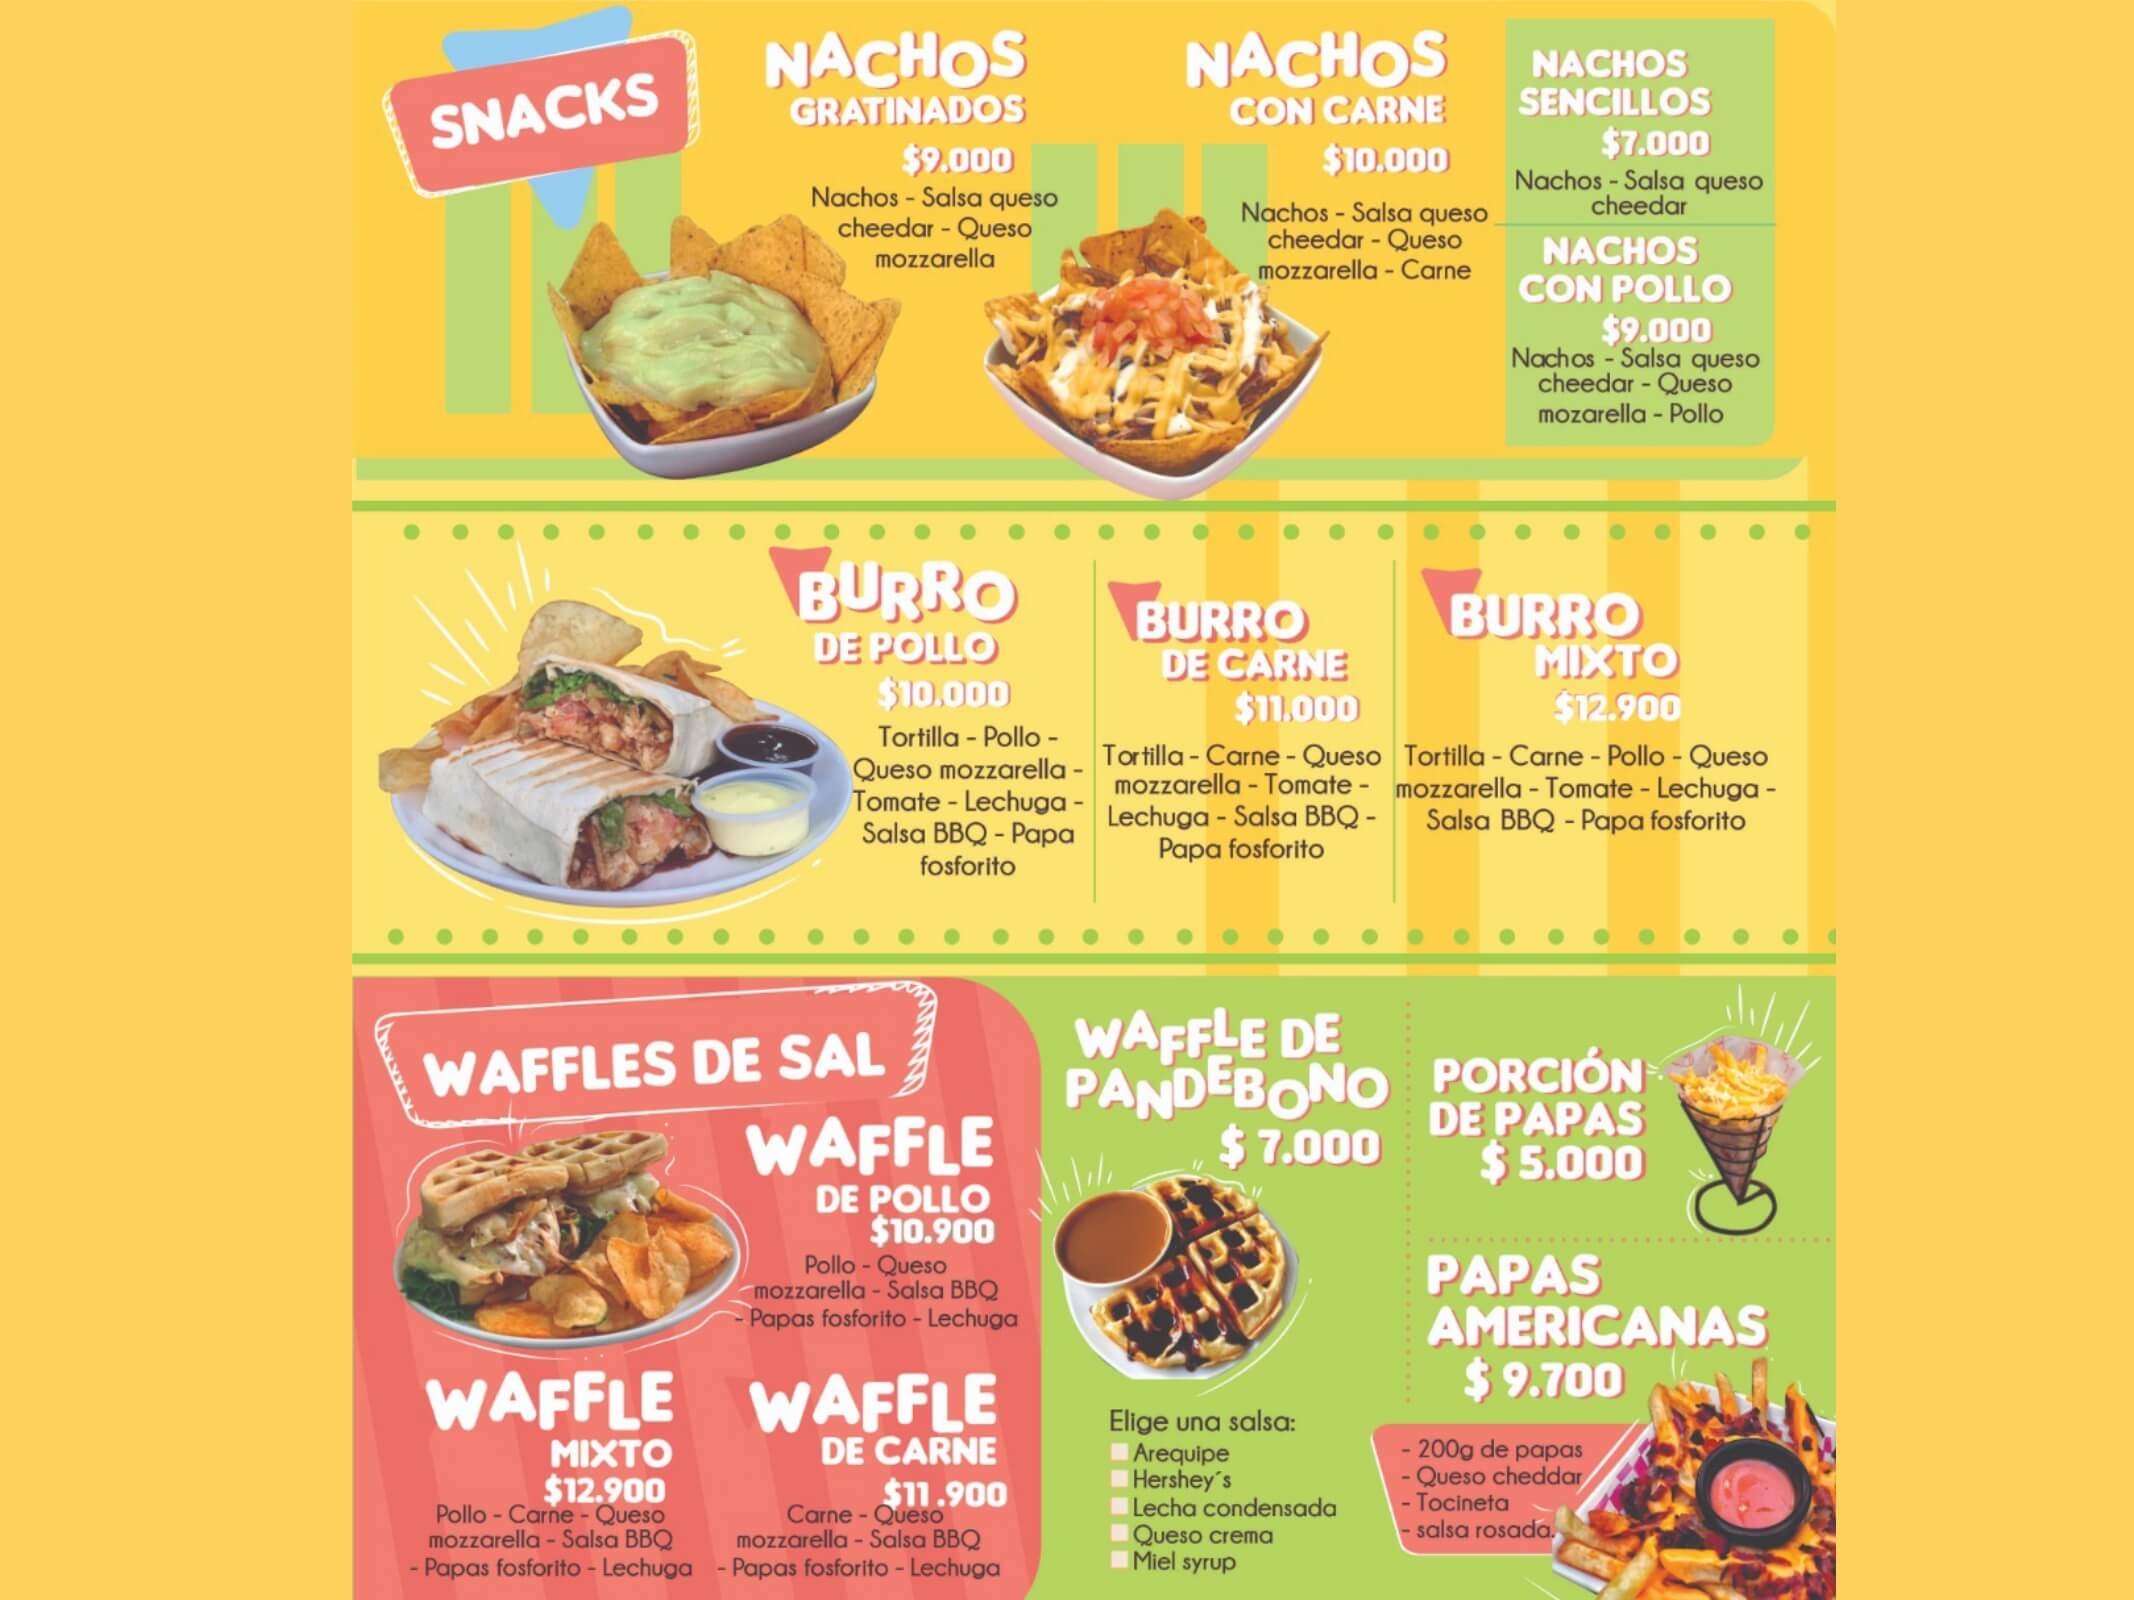 SNACKS
NACHOS
GRATINADOS
$9.000
Nachos - Salsa queso
cheedar - Queso
mozzarella
NACHOS
CON CARNE
$10.000
Nachos - Salsa queso
cheedar - Queso
mozzarella - Carne
NACHOS
SENCILLOS
$7.000
Nachos - Salsa queso
cheedar
NACHOS
CON POLLO
$9.000
Nachos - Salsa queso
cheedar - Queso
mozarella - Pollo
BURRO
DE POLLO
$10.000
Tortilla - Pollo -
Queso mozzarella -
Tomate - Lechuga -
Salsa BBQ - Papa
fosforito
BURRO
DE CARNE
$11.000
Tortilla - Carne - Queso
mozzarella - Tomate -
Lechuga - Salsa BBQ -
Papa fosforito
BURRO
MIXTO
$12.900
Tortilla - Carne - Pollo - Queso
mozzarella - Tomate - Lechuga -
Salsa BBQ - Papa fosforito
WAFFLES DE SAL
WAFFLE
DE POLLO
$10.900
Pollo - Queso
mozzarella - Salsa BBQ
- Papas fosforito - Lechuga
WAFFLE
MIXTO
$12.900
Pollo - Carne - Queso
mozzarella - Salsa BBQ
- Papas fosforito - Lechuga
WAFFLE
DE CARNE
$11.900
Carne - Queso
mozzarella - Salsa BBQ
- Papas fosforito - Lechuga
WAFFLE DE
PANDEBONO
$ 7.000
Elige una salsa:
Arequipe
Hershey´s
Lecha condensada
Queso crema
Miel syrup
PORCIÓN
DE PAPAS
$ 5.000
PAPAS
AMERICANAS
$ 9.700
- 200g de papas
- Queso cheddar
- Tocineta
- salsa rosada.